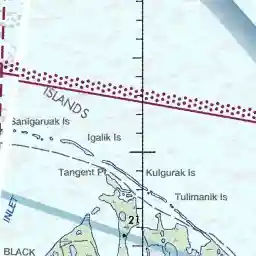 ISLANDS
Sanigaruak Is
Igalik Is
Tangent Pt
Kulgurak Is
Tulimanik Is
INLET
21
BLACK